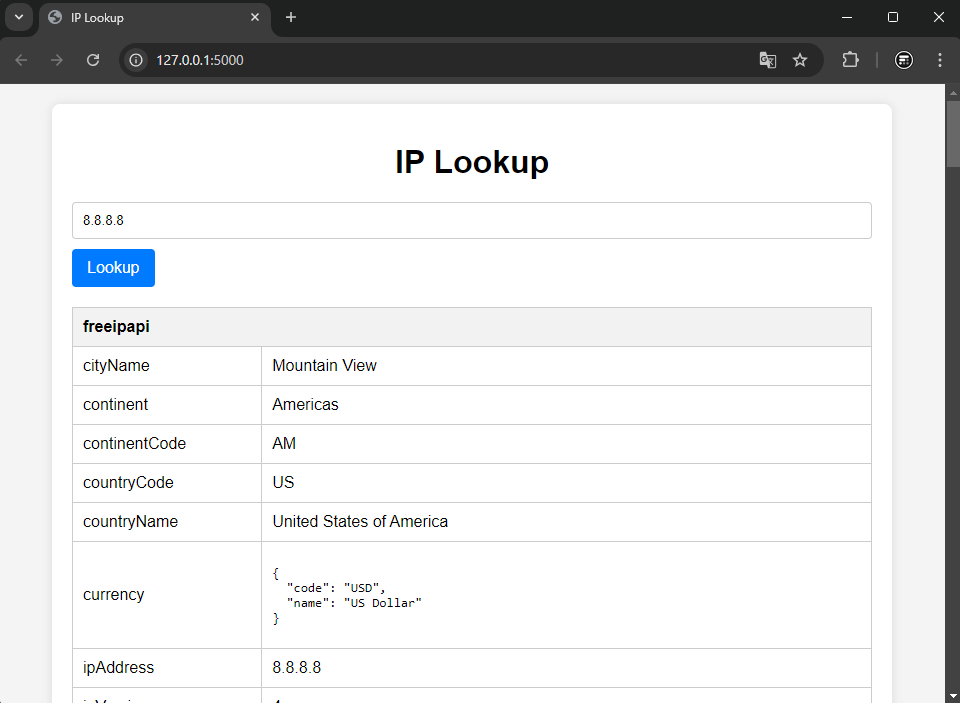 IP Lookup
127.0.0.1:5000
IP Lookup
8.8.8.8
Lookup
freeipapi
cityName Mountain View
continent Americas
continentCode AM
countryCode US
countryName United States of America
currency
{
"code": "USD",
"name": "US Dollar"
}
ipAddress 8.8.8.8